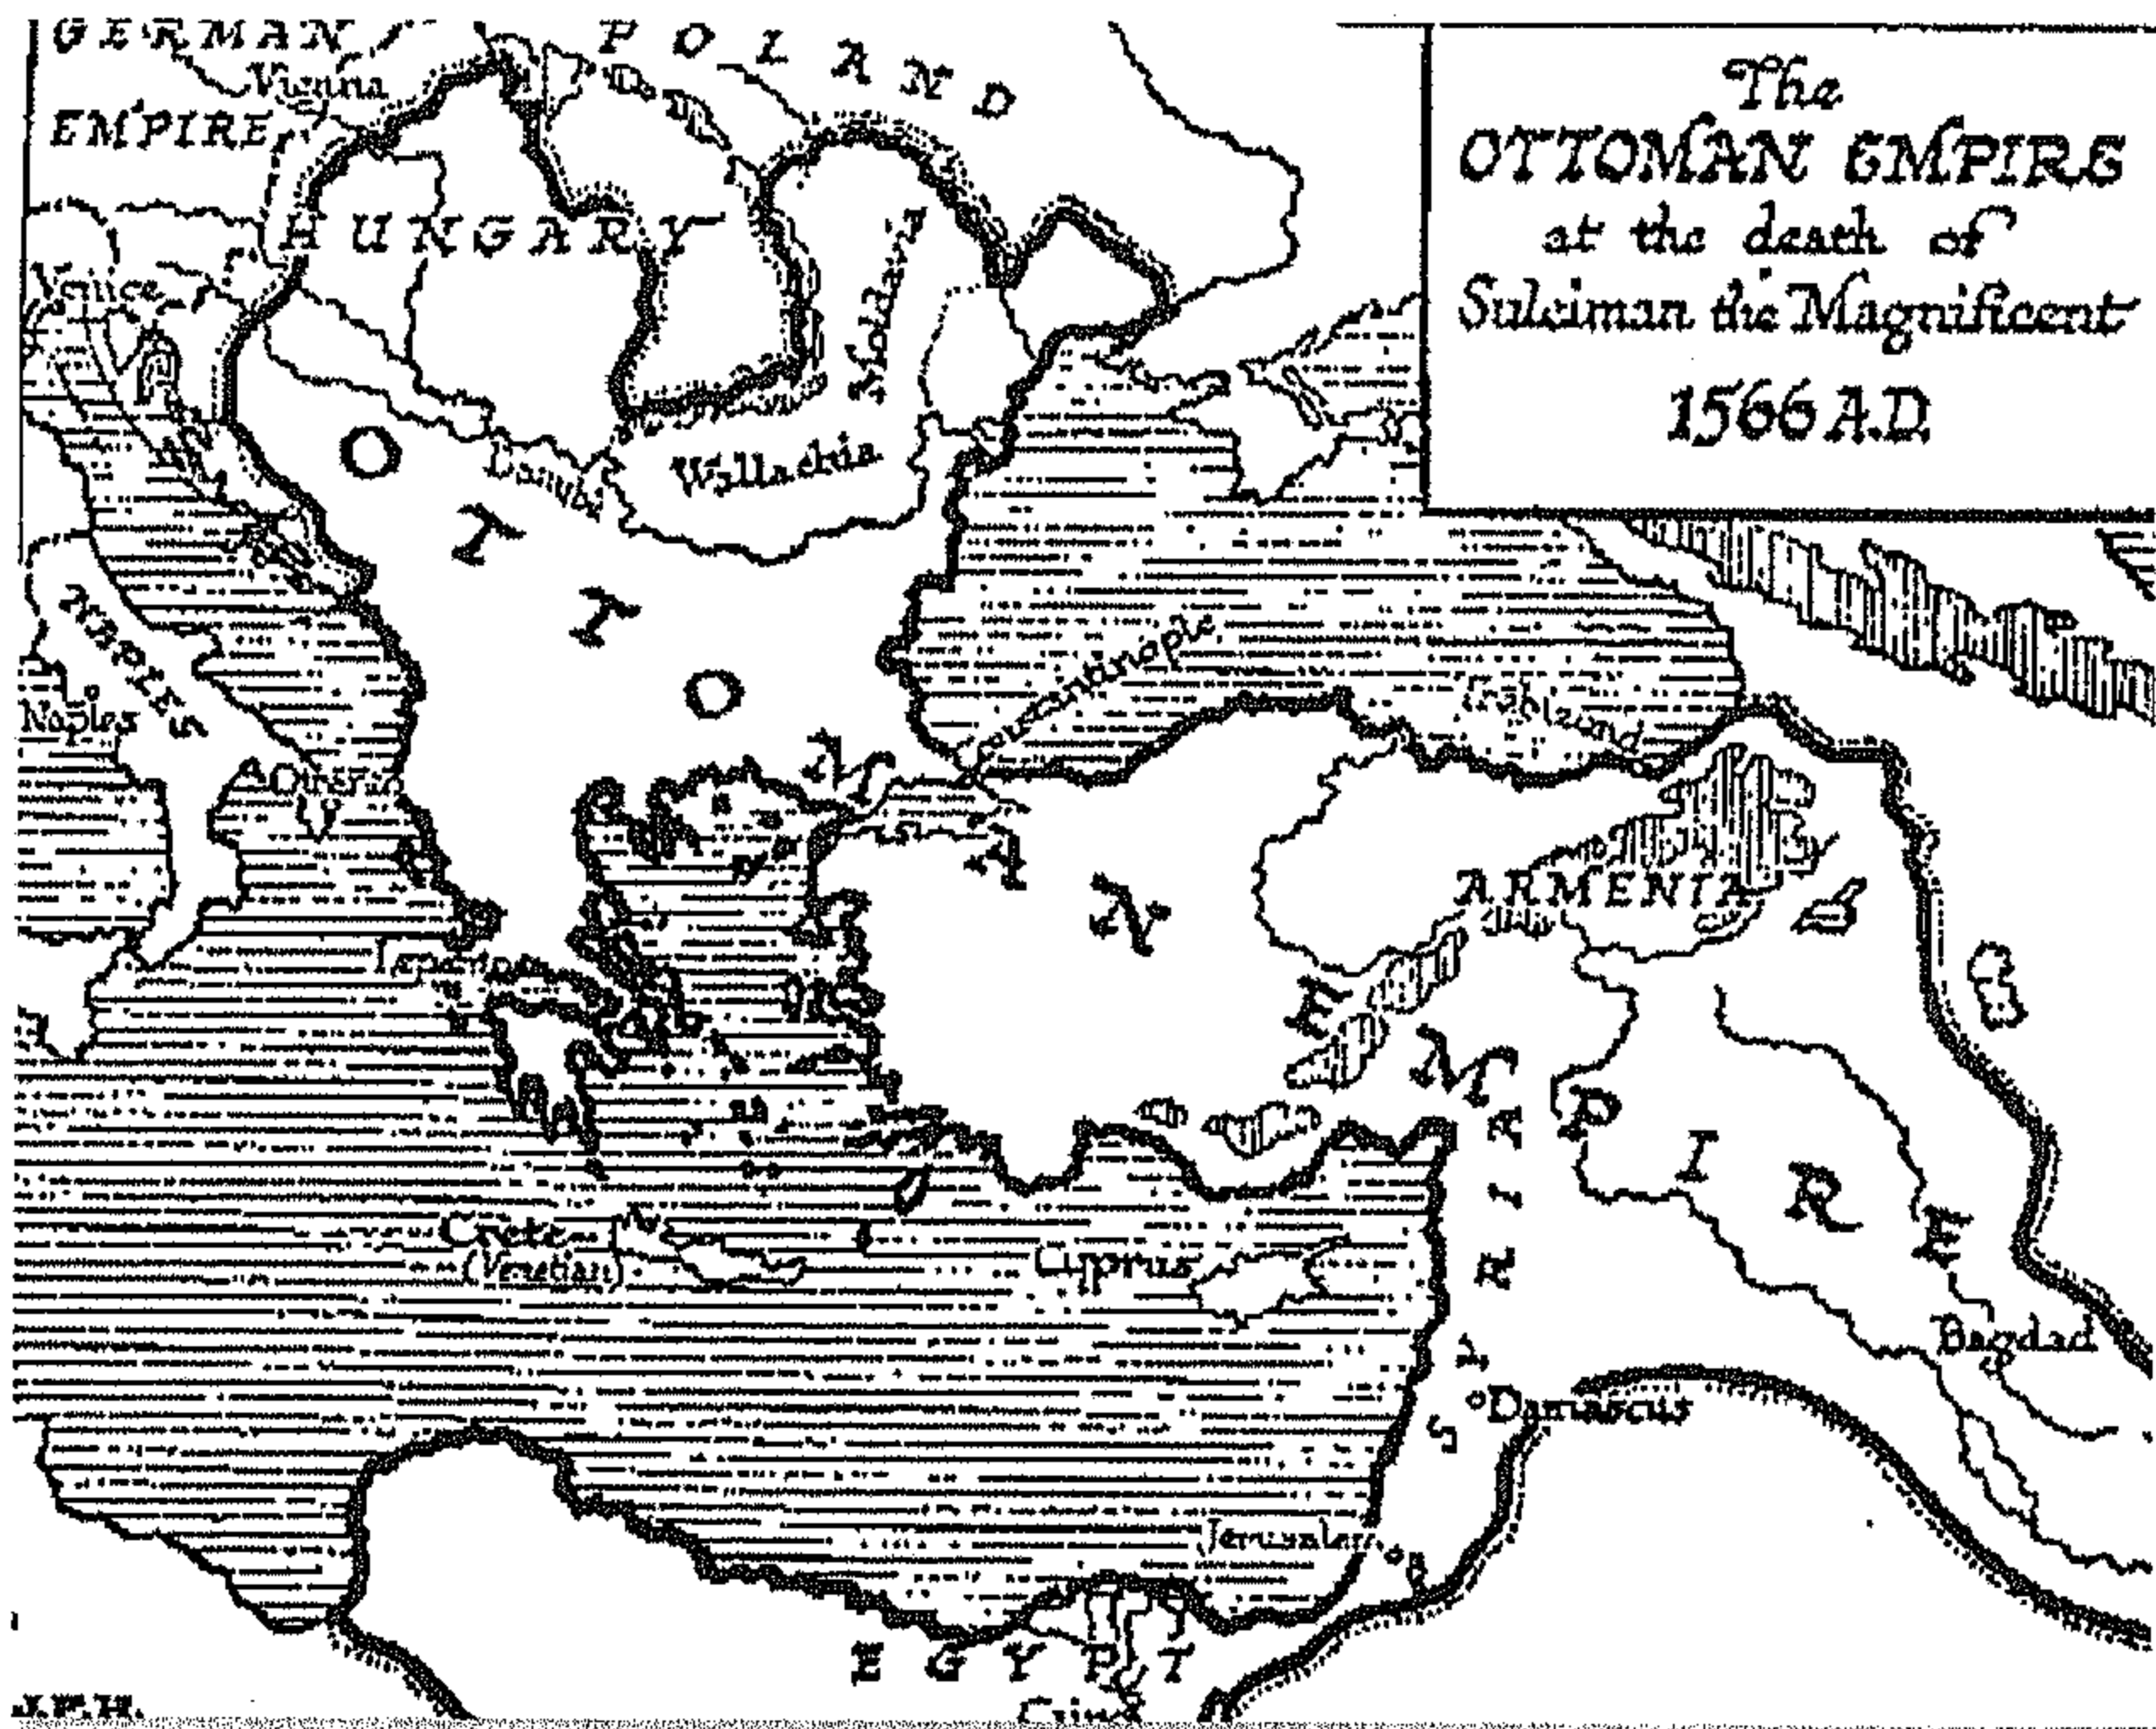 The
OTTOMAN EMPIRE
at the death of
Suleiman the Magnificent
1566 A.D.
GERMAN
EMPIRE
Vienna
POLAND
HUNGARY
Venice
Moldavia
Wallachia
Danube
OTTOMAN EMPIRE
NAPLES
Naples
Otranto
Constantinople
Trebizond
ARMENIA
Lepanto
Crete
(Venetian)
Cyprus
SYRIA
Bagdad
Damascus
Jerusalem
EGYPT
Cairo
J.F.H.